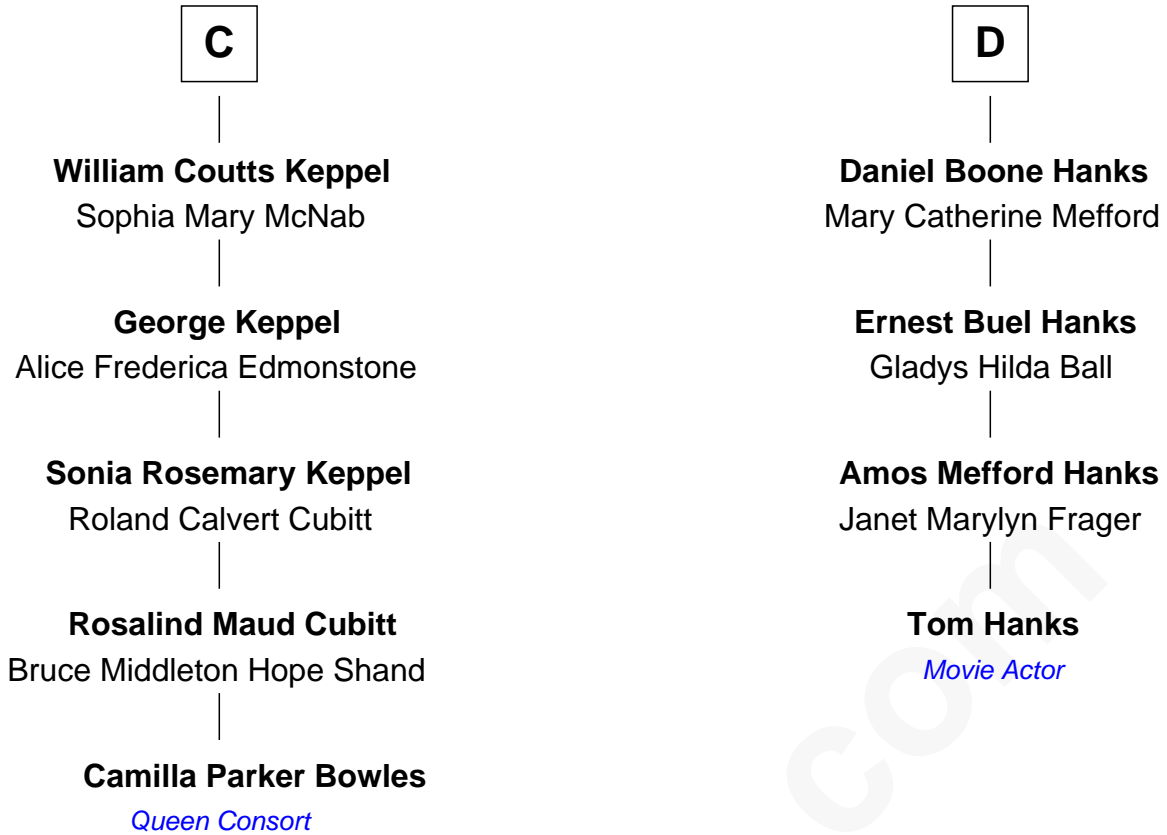 C
William Coutts Keppel
Sophia Mary McNab
George Keppel
Alice Frederica Edmonstone
Sonia Rosemary Keppel
Roland Calvert Cubitt
Rosalind Maud Cubitt
Bruce Middleton Hope Shand
Camilla Parker Bowles
Queen Consort
D
Daniel Boone Hanks
Mary Catherine Mefford
Ernest Buel Hanks
Gladys Hilda Ball
Amos Mefford Hanks
Janet Marylyn Frager
Tom Hanks
Movie Actor
com